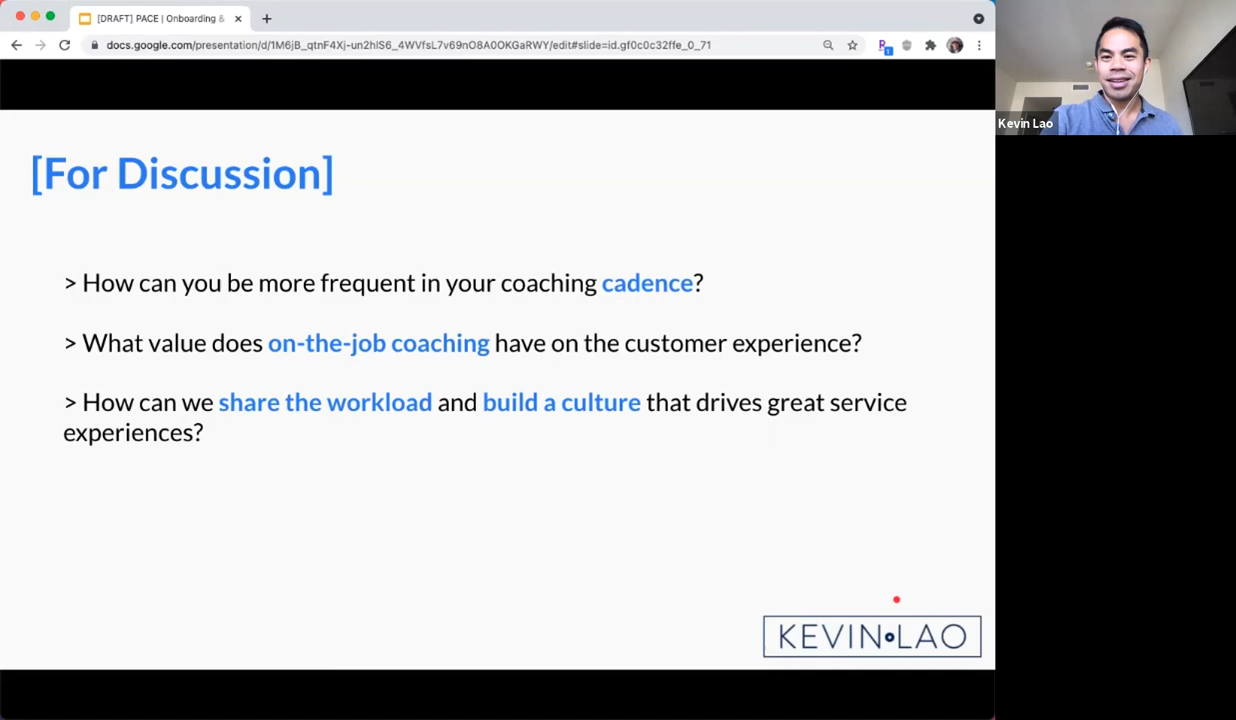 [DRAFT] PACE | Onboarding &
docs.google.com/presentation/d/1M6jB_qtnF4Xj-un2hlS6_4WVfsL7v69nO8A0OKGaRWY/edit#slide=id.gf0c0c32ffe_0_71
Kevin Lao
[For Discussion]
> How can you be more frequent in your coaching cadence?
> What value does on-the-job coaching have on the customer experience?
> How can we share the workload and build a culture that drives great service
experiences?
KEVIN LAO